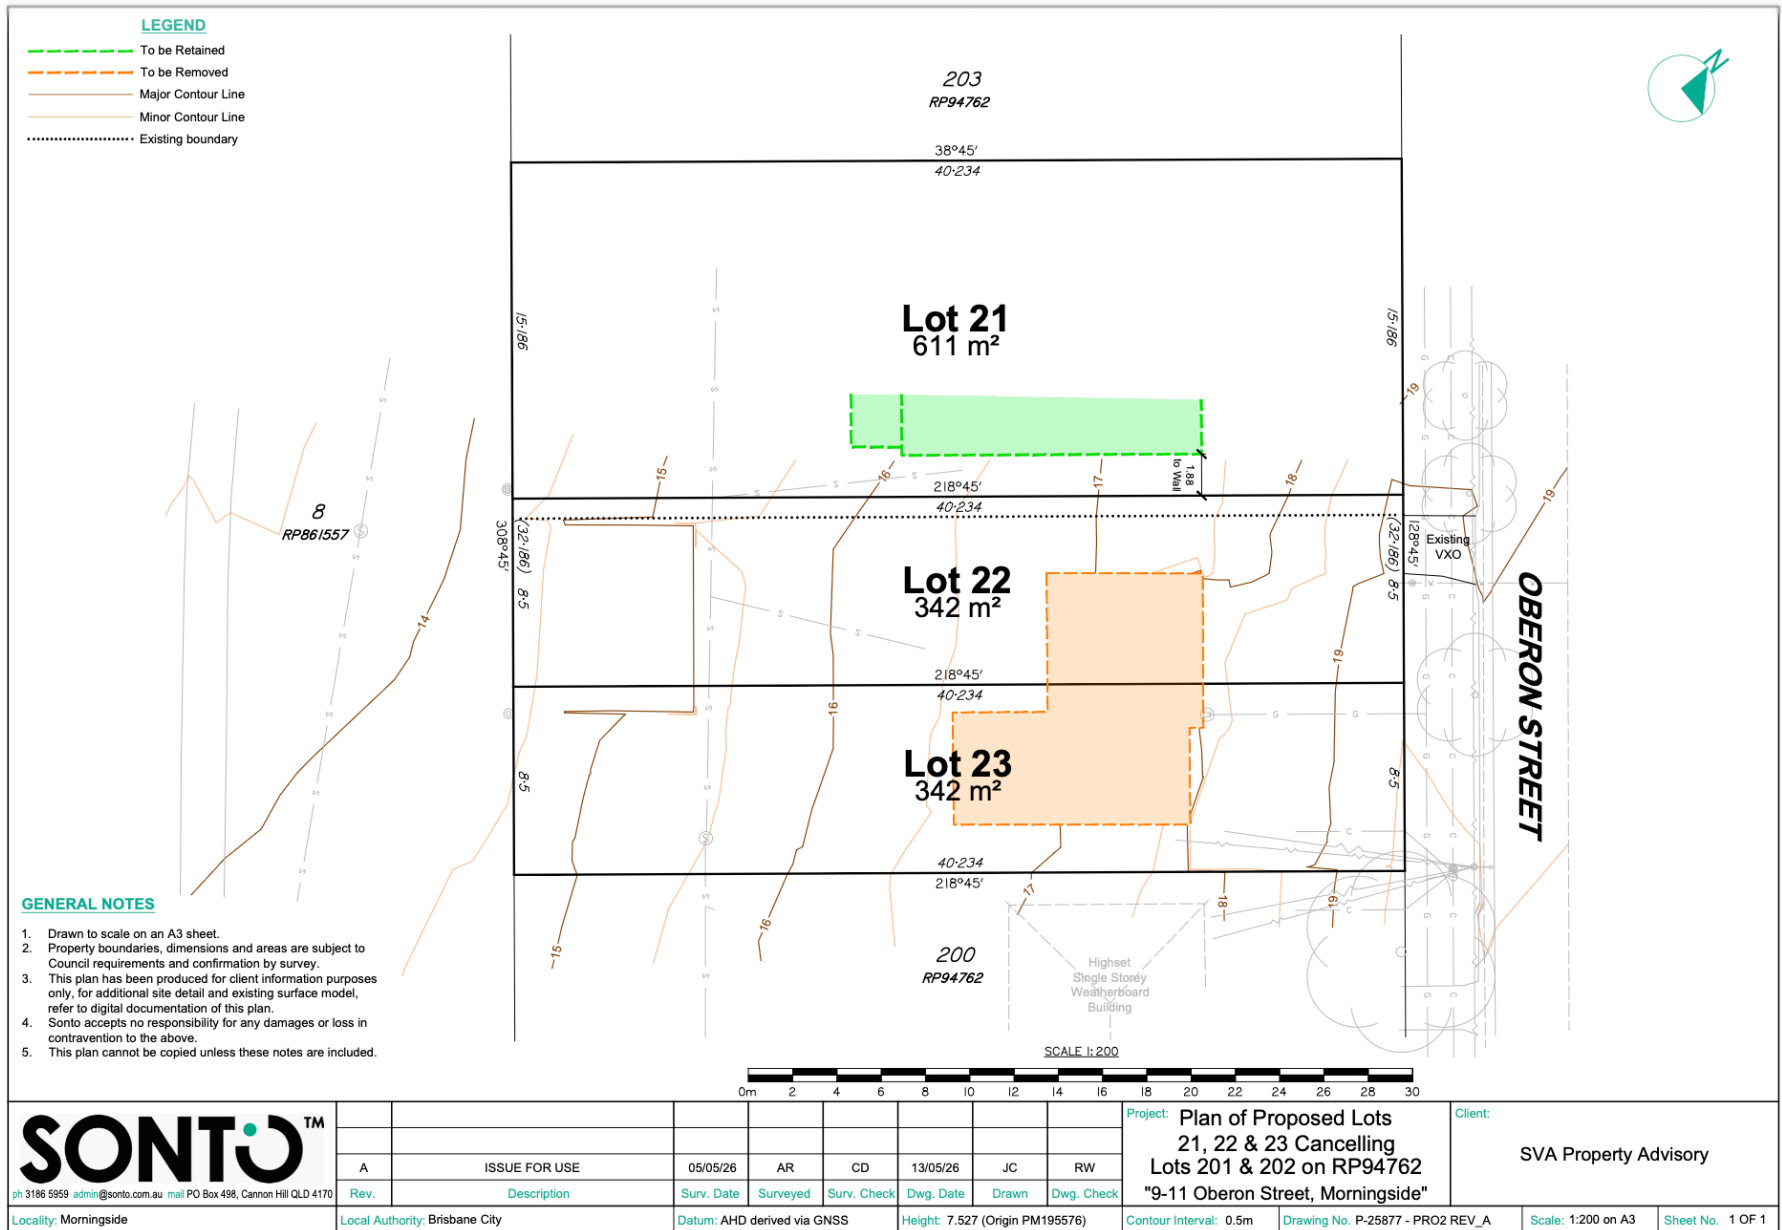 LEGEND
To be Retained
To be Removed
Major Contour Line
Minor Contour Line
Existing boundary
N
203
RP94762
38°45'
40·234
15·186
15·186
Lot 21
611 m²
1.88
to Wall
19
19
15
16
17
18
218°45'
40·234
8
RP861557
308°45'
(32·186)
8·5
(32·186)
8·5
128°45'
Existing
VXO
OBERON STREET
14
Lot 22
342 m²
19
16
218°45'
40·234
8·5
8·5
Lot 23
342 m²
40·234
218°45'
15
16
17
18
19
200
RP94762
Highset
Single Storey
Weatherboard
Building
GENERAL NOTES
1. Drawn to scale on an A3 sheet.
2. Property boundaries, dimensions and areas are subject to
Council requirements and confirmation by survey.
3. This plan has been produced for client information purposes
only, for additional site detail and existing surface model,
refer to digital documentation of this plan.
4. Sonto accepts no responsibility for any damages or loss in
contravention to the above.
5. This plan cannot be copied unless these notes are included.
SCALE 1:200
0m 2 4 6 8 10 12 14 16 18 20 22 24 26 28 30
SONTO™
ph 3186 5959 admin@sonto.com.au mail PO Box 498, Cannon Hill QLD 4170
A ISSUE FOR USE 05/05/26 AR CD 13/05/26 JC RW
Rev. Description Surv. Date Surveyed Surv. Check Dwg. Date Drawn Dwg. Check
Project: Plan of Proposed Lots
21, 22 & 23 Cancelling
Lots 201 & 202 on RP94762
"9-11 Oberon Street, Morningside"
Client:
SVA Property Advisory
Locality: Morningside
Local Authority: Brisbane City
Datum: AHD derived via GNSS
Height: 7.527 (Origin PM195576)
Contour Interval: 0.5m
Drawing No. P-25877 - PRO2 REV_A
Scale: 1:200 on A3
Sheet No. 1 OF 1